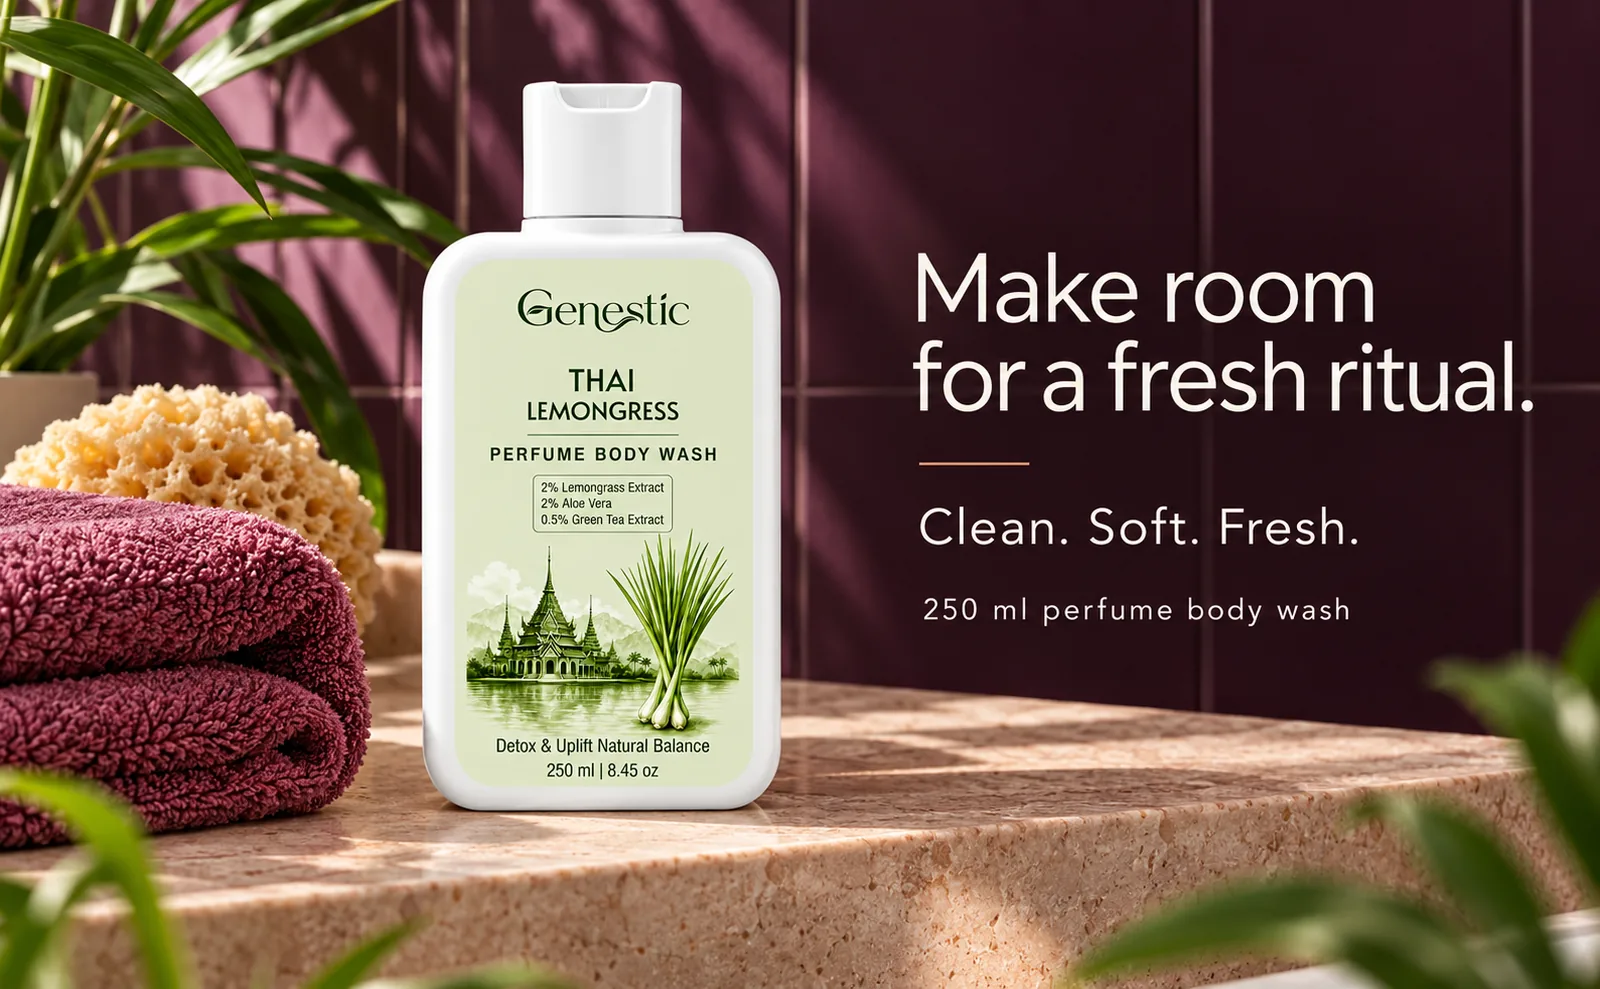 Genestic
THAI
LEMONGRESS
PERFUME BODY WASH
2% Lemongrass Extract
2% Aloe Vera
0.5% Green Tea Extract
Detox & Uplift Natural Balance
250 ml | 8.45 oz
Make room
for a fresh ritual.
Clean. Soft. Fresh.
250 ml perfume body wash